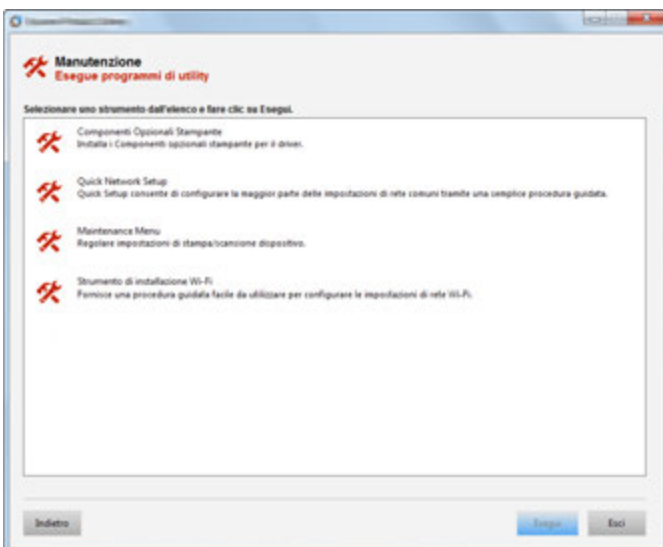 Manutenzione
Esegue programmi di utility
Selezionare uno strumento dall'elenco e fare clic su Esegui.
Componenti Opzionali Stampante
Installa i Componenti opzionali stampante per il driver.
Quick Network Setup
Quick Setup consente di configurare la maggior parte delle impostazioni di rete comuni tramite una semplice procedura guidata.
Maintenance Menu
Regolare impostazioni di stampa/scansione dispositivo.
Strumento di installazione Wi-Fi
Fornisce una procedura guidata facile da utilizzare per configurare le impostazioni di rete Wi-Fi.
Indietro
Esegui
Esci